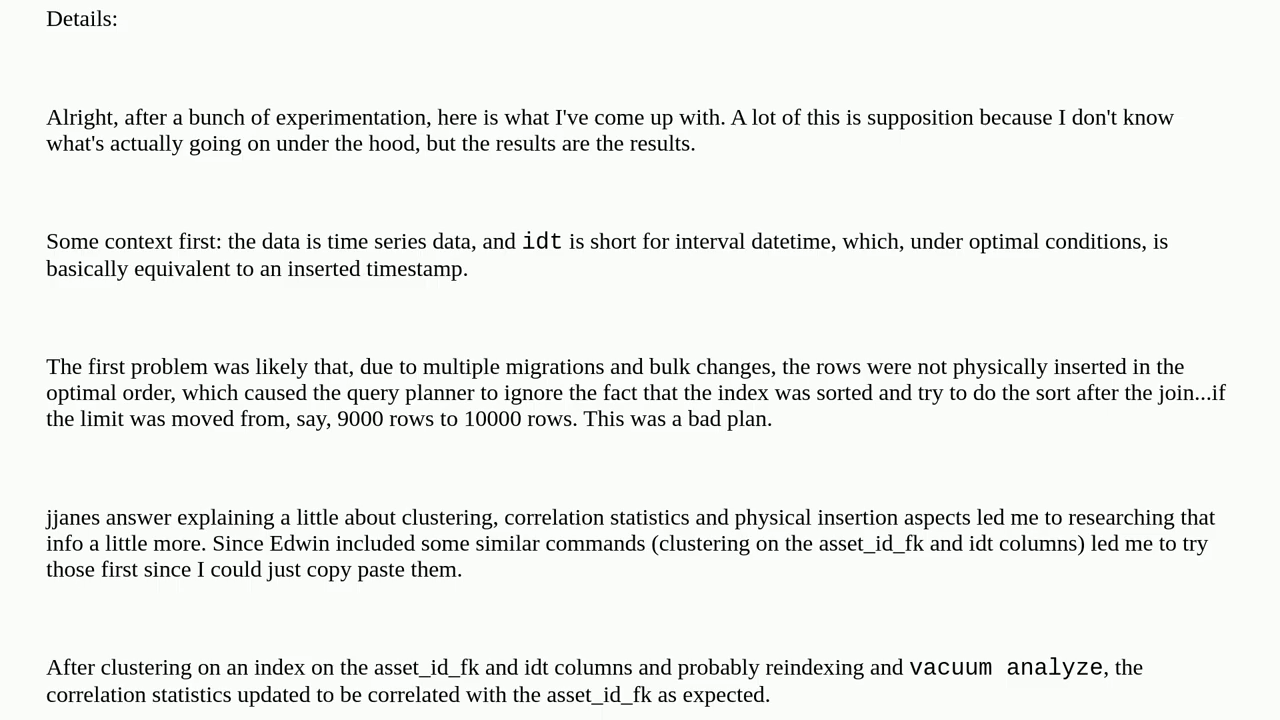 Details:
Alright, after a bunch of experimentation, here is what I've come up with. A lot of this is supposition because I don't know
what's actually going on under the hood, but the results are the results.
Some context first: the data is time series data, and idt is short for interval datetime, which, under optimal conditions, is
basically equivalent to an inserted timestamp.
The first problem was likely that, due to multiple migrations and bulk changes, the rows were not physically inserted in the
optimal order, which caused the query planner to ignore the fact that the index was sorted and try to do the sort after the join...if
the limit was moved from, say, 9000 rows to 10000 rows. This was a bad plan.
jjanes answer explaining a little about clustering, correlation statistics and physical insertion aspects led me to researching that
info a little more. Since Edwin included some similar commands (clustering on the asset_id_fk and idt columns) led me to try
those first since I could just copy paste them.
After clustering on an index on the asset_id_fk and idt columns and probably reindexing and vacuum analyze, the
correlation statistics updated to be correlated with the asset_id_fk as expected.